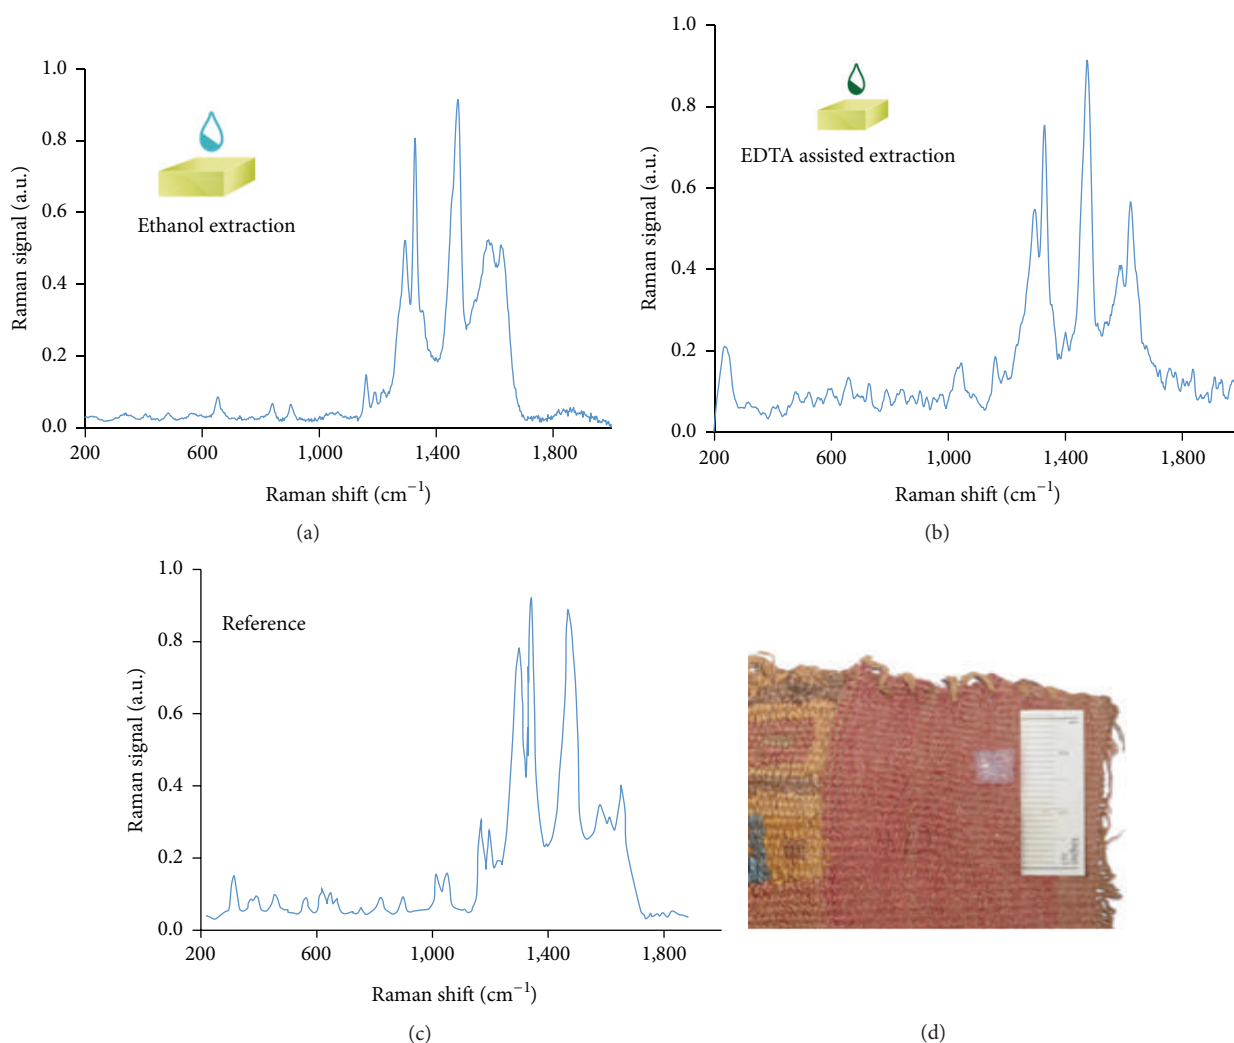 1.0
0.8
0.6
0.4
0.2
0.0
Raman signal (a.u.)
Ethanol extraction
200
600
1,000
1,400
1,800
Raman shift (cm⁻¹)
(a)
1.0
0.8
0.6
0.4
0.2
0.0
Raman signal (a.u.)
EDTA assisted extraction
200
600
1,000
1,400
1,800
Raman shift (cm⁻¹)
(b)
1.0
0.8
0.6
0.4
0.2
0.0
Raman signal (a.u.)
Reference
200
600
1,000
1,400
1,800
Raman shift (cm⁻¹)
(c)
(d)